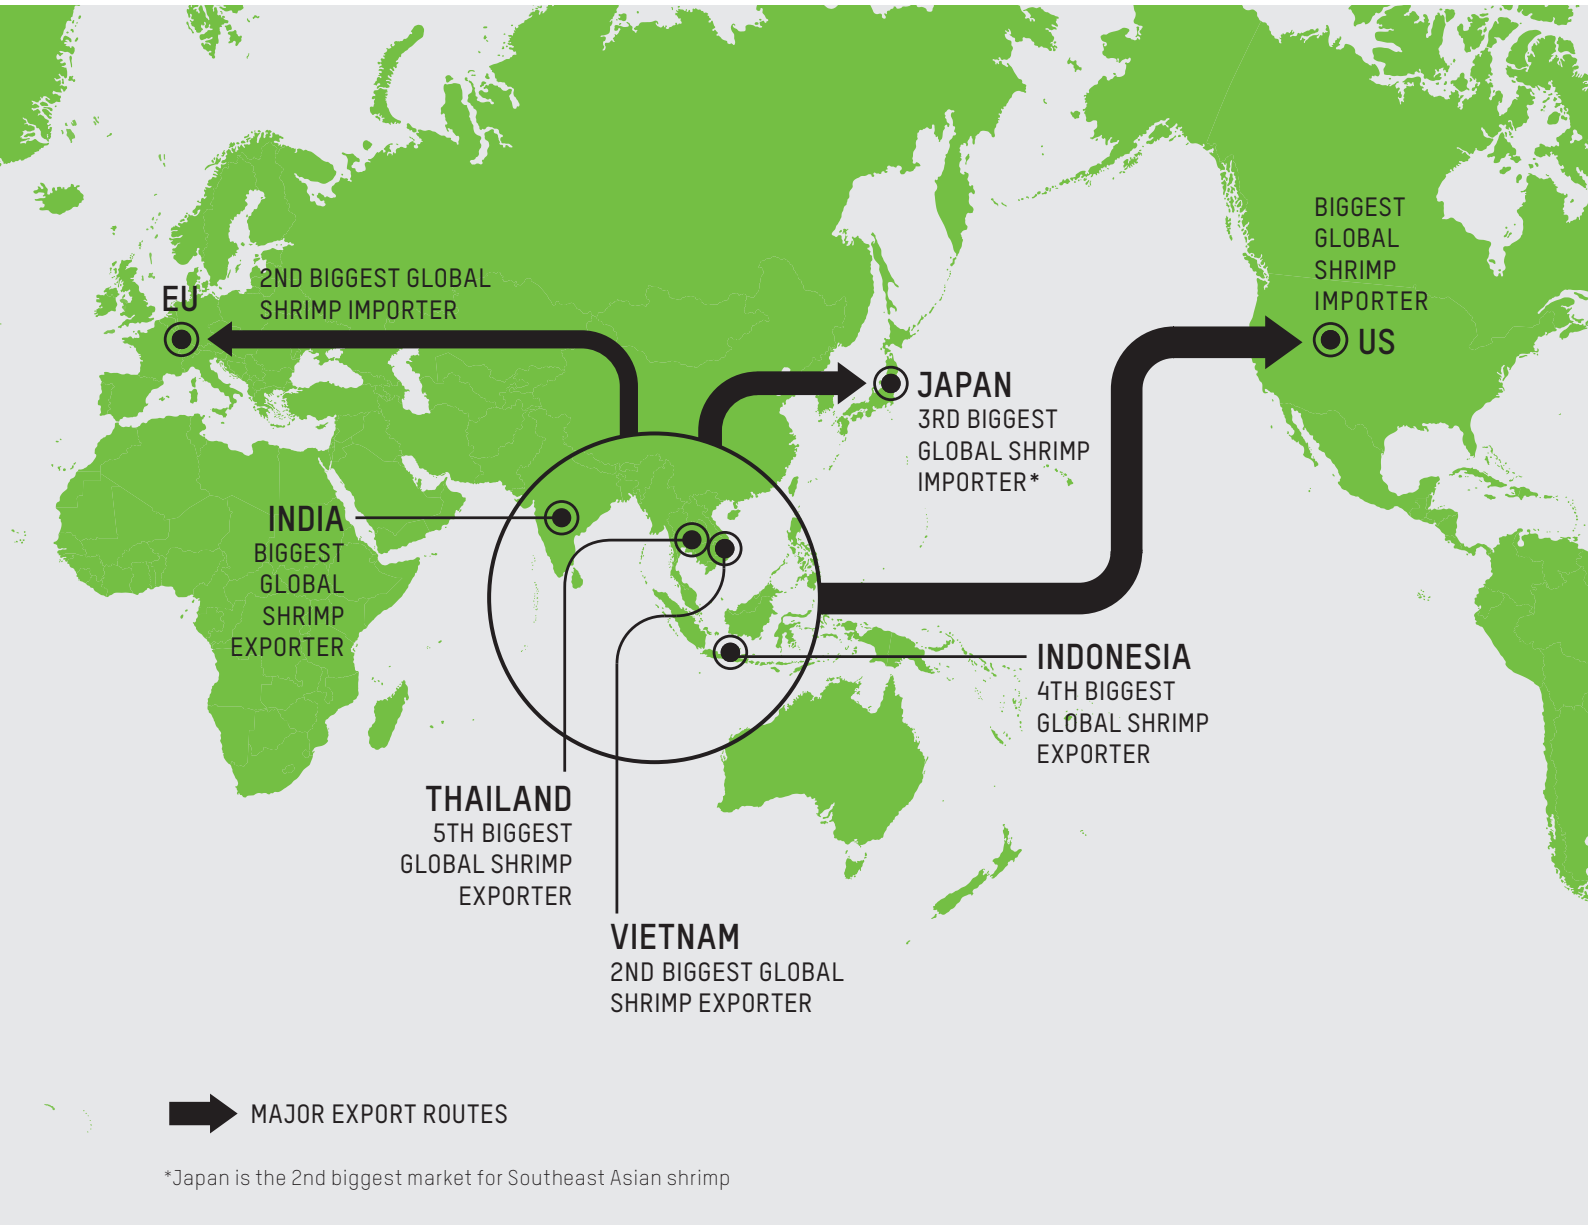 BIGGEST
GLOBAL
SHRIMP
IMPORTER
US
EU
2ND BIGGEST GLOBAL
SHRIMP IMPORTER
JAPAN
3RD BIGGEST
GLOBAL SHRIMP
IMPORTER*
INDIA
BIGGEST
GLOBAL
SHRIMP
EXPORTER
INDONESIA
4TH BIGGEST
GLOBAL SHRIMP
EXPORTER
THAILAND
5TH BIGGEST
GLOBAL SHRIMP
EXPORTER
VIETNAM
2ND BIGGEST GLOBAL
SHRIMP EXPORTER
MAJOR EXPORT ROUTES
*Japan is the 2nd biggest market for Southeast Asian shrimp